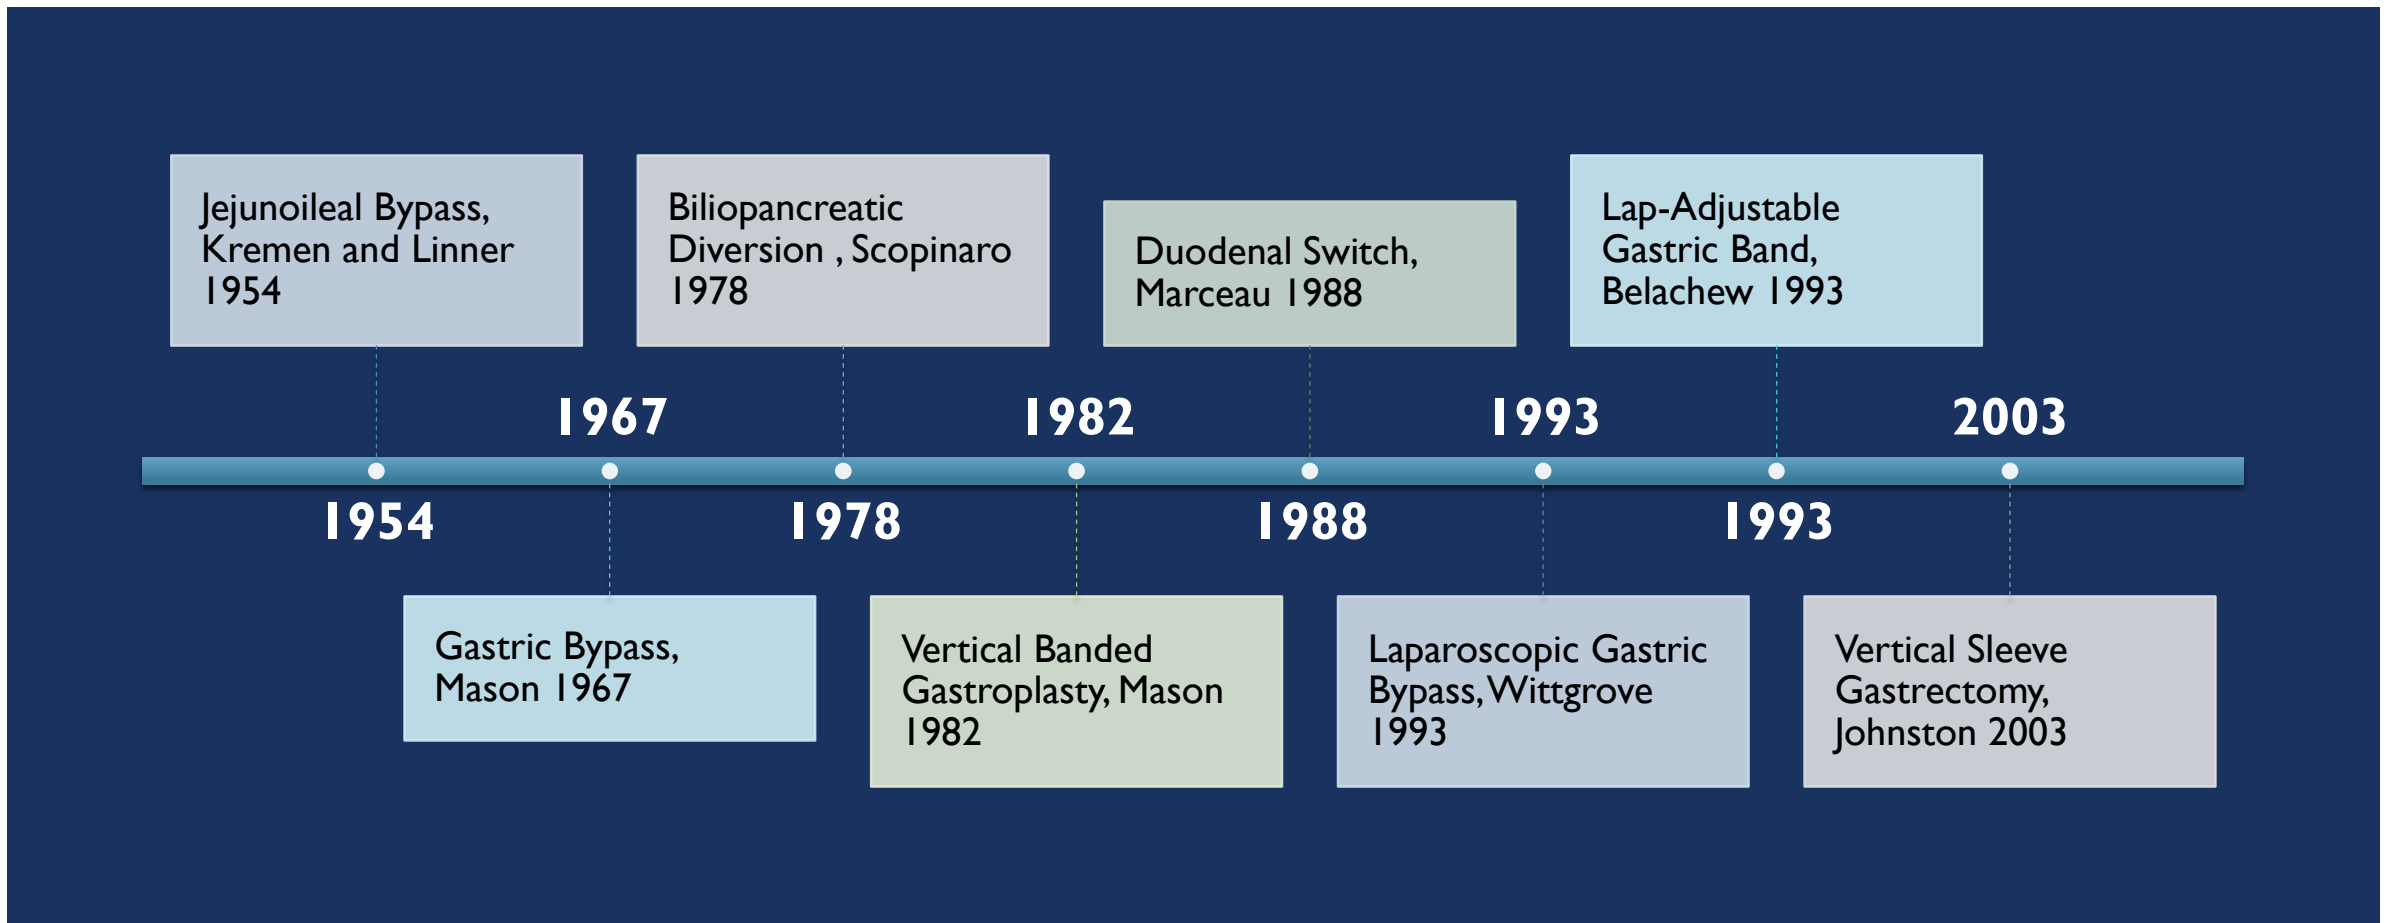 Jejunoileal Bypass,
Kremen and Linner
1954
Biliopancreatic
Diversion , Scopinaro
1978
Duodenal Switch,
Marceau 1988
Lap-Adjustable
Gastric Band,
Belachew 1993
1967
1982
1993
2003
1954
1978
1988
1993
Gastric Bypass,
Mason 1967
Vertical Banded
Gastroplasty, Mason
1982
Laparoscopic Gastric
Bypass, Wittgrove
1993
Vertical Sleeve
Gastrectomy,
Johnston 2003